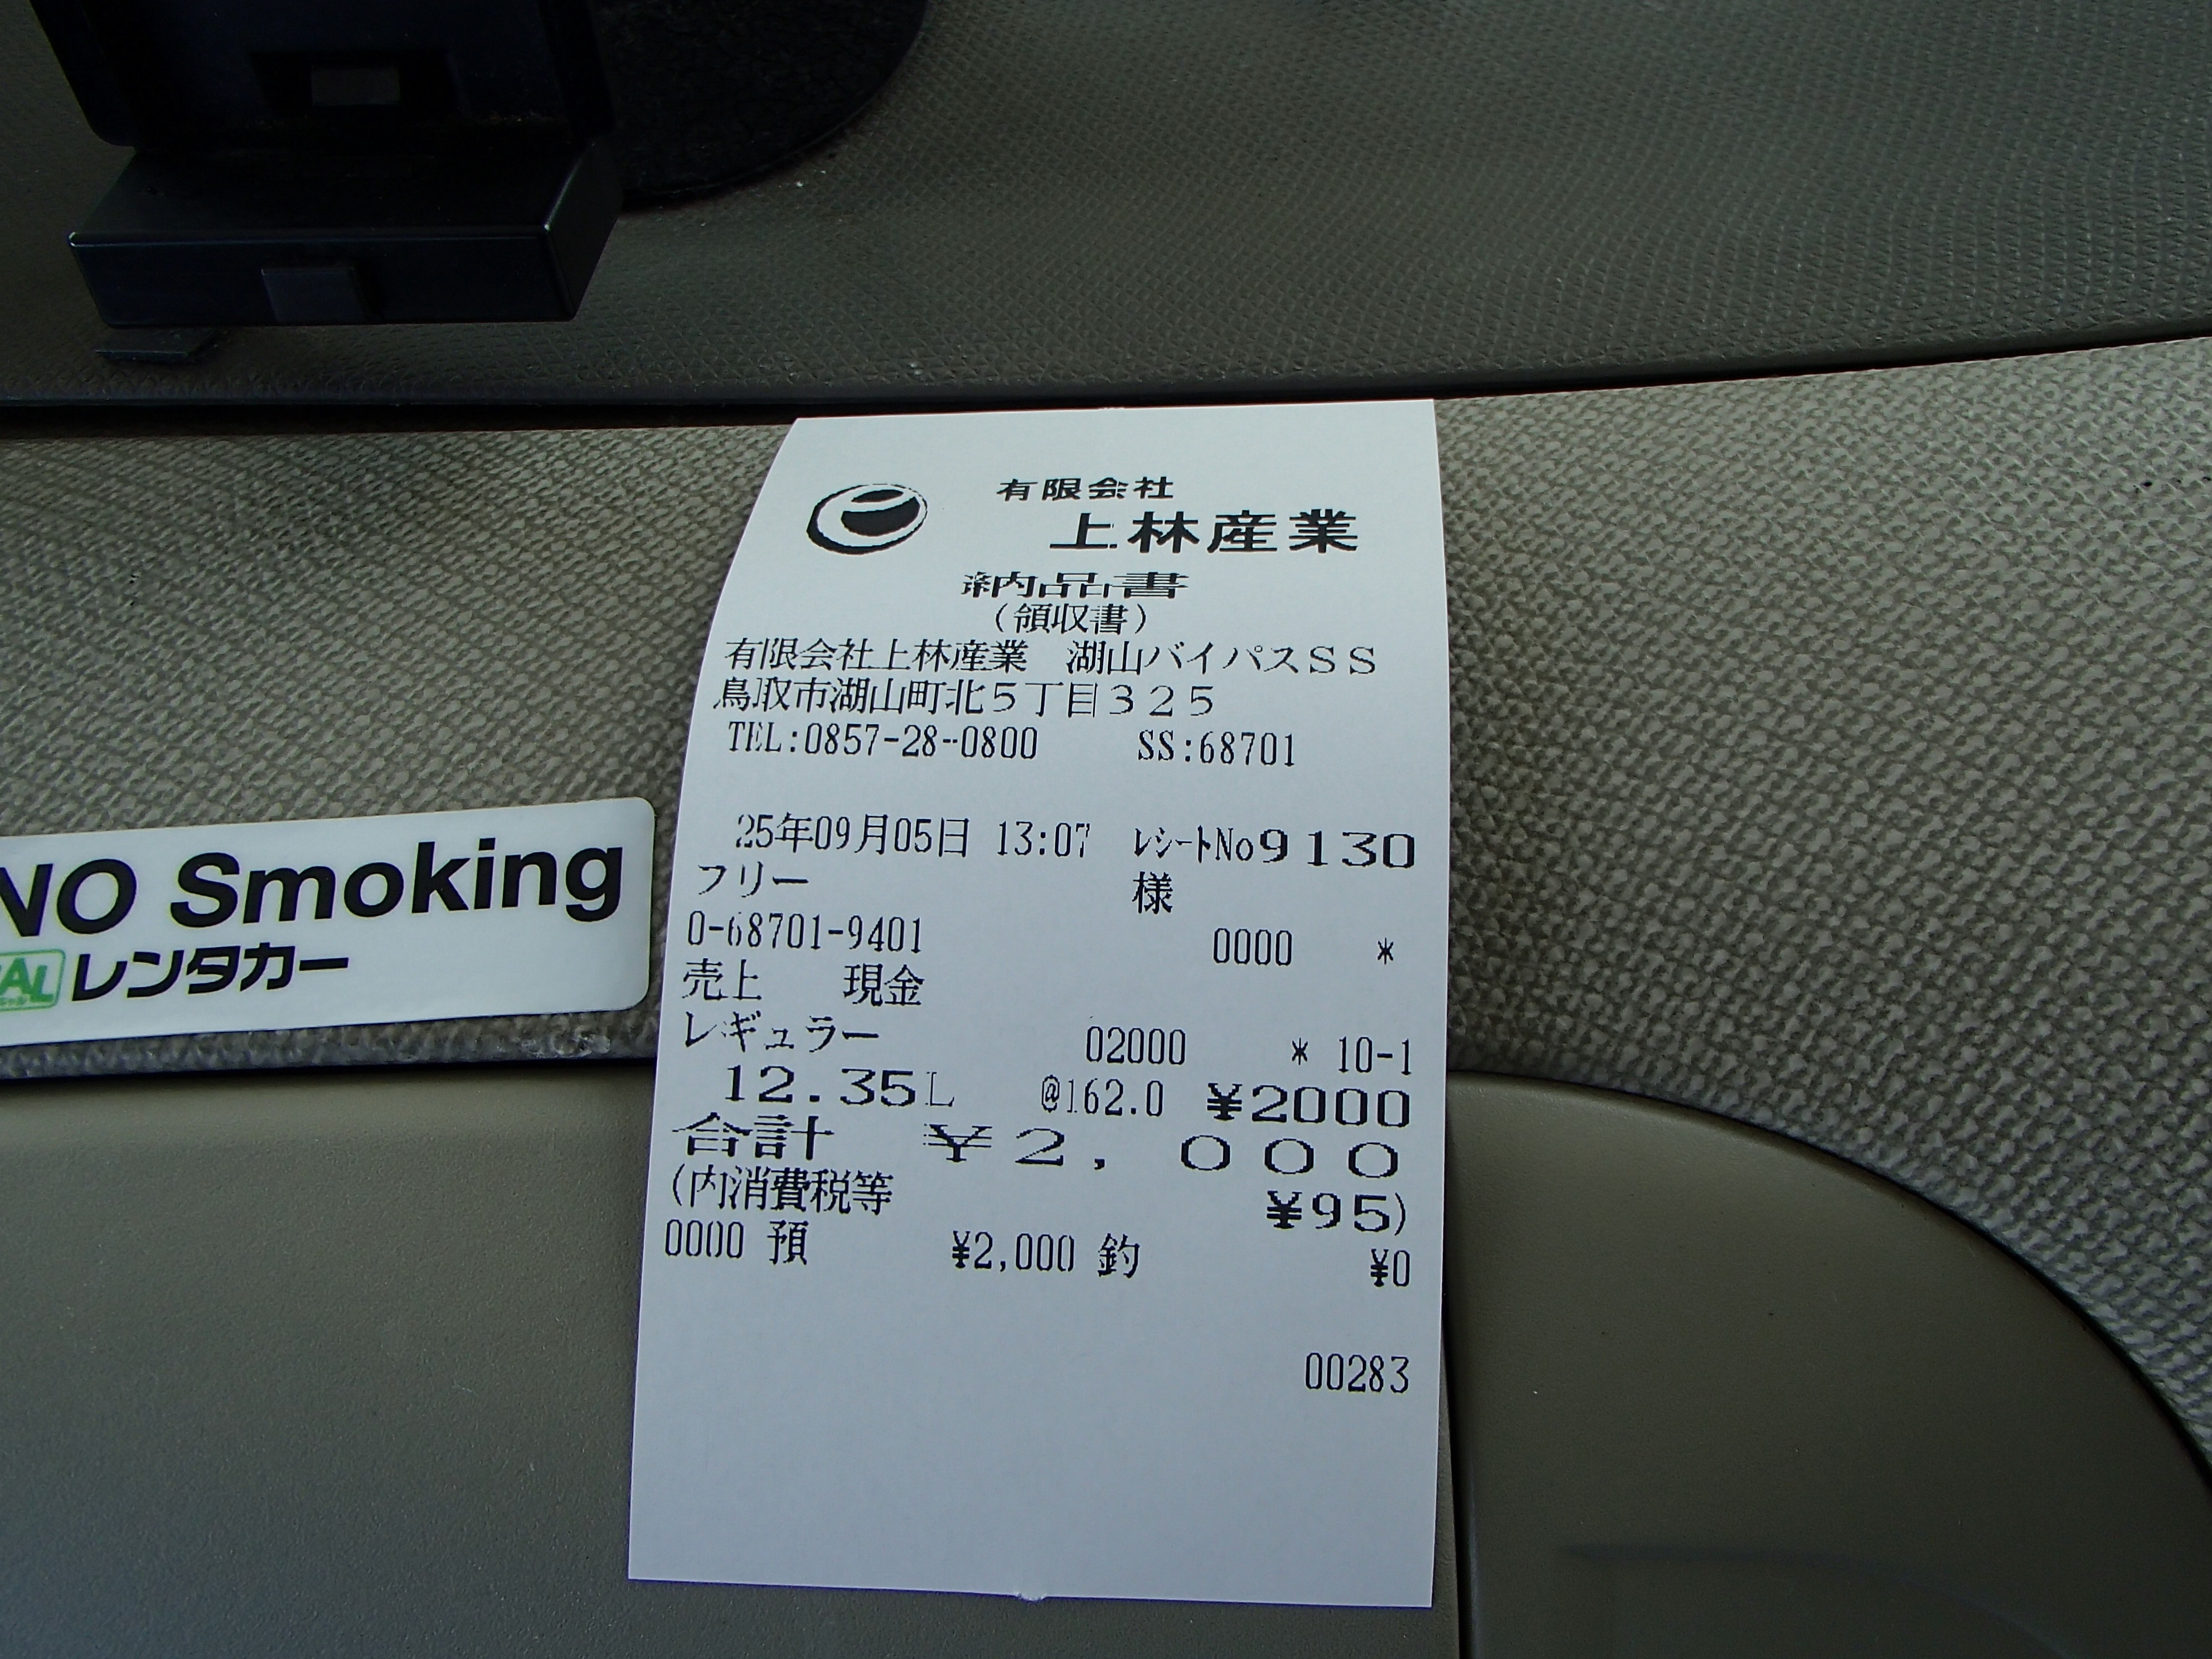 有限会社
上林産業
納品書
(領収書)
有限会社上林産業　湖山バイパスSS
鳥取市湖山町北5丁目325
TEL:0857-28-0800 SS:68701
25年09月05日 13:07 レシートNo9130
フリー 様
0-68701-9401 0000 *
売上 現金
レギュラー 02000 * 10-1
12.35L @162.0 ¥2000
合計 ¥2,000
(内消費税等 ¥95)
0000 預 ¥2,000 釣 ¥0
00283
NO Smoking
レンタカー